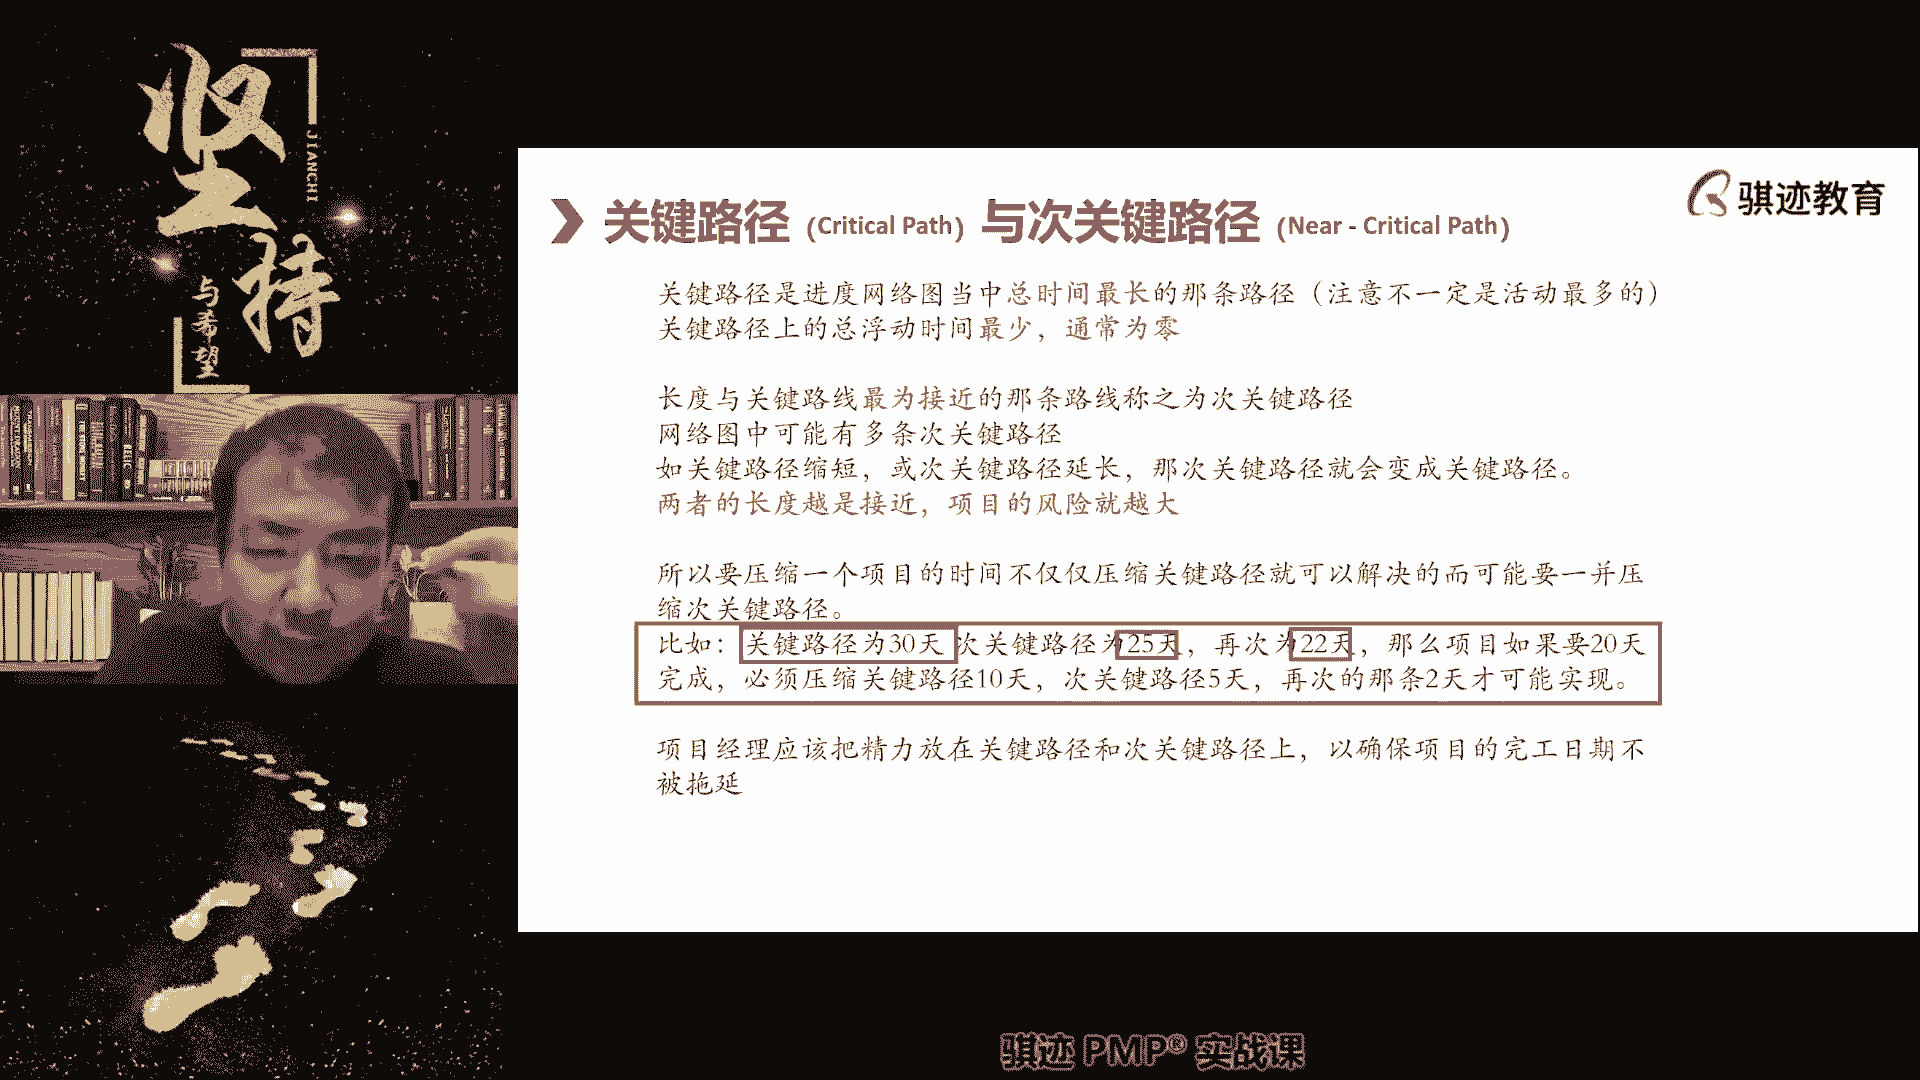 坚持
JIANCHI
与希望
骐迹教育
关键路径 (Critical Path) 与次关键路径 (Near - Critical Path)
关键路径是进度网络图当中总时间最长的那条路径（注意不一定是活动最多的）
关键路径上的总浮动时间最少，通常为零
长度与关键路线最为接近的那条路线称之为次关键路径
网络图中可能有多条次关键路径
如关键路径缩短，或次关键路径延长，那次关键路径就会变成关键路径。
两者的长度越是接近，项目的风险就越大
所以要压缩一个项目的时间不仅仅压缩关键路径就可以解决的而可能要一并压
缩次关键路径。
比如：关键路径为30天 次关键路径为25天，再次为22天，那么项目如果要20天
完成，必须压缩关键路径10天，次关键路径5天，再次的那条2天才可能实现。
项目经理应该把精力放在关键路径和次关键路径上，以确保项目的完工日期不
被拖延
骐迹 PMP® 实战课